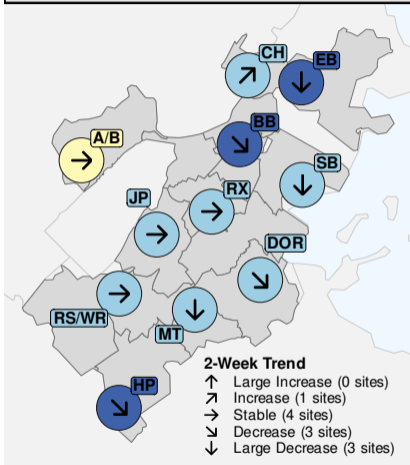 CH
EB
BB
A/B
SB
RX
JP
DOR
RS/WR
MT
HP
2-Week Trend
↑ Large Increase (0 sites)
↗ Increase (1 sites)
→ Stable (4 sites)
↘ Decrease (3 sites)
↓ Large Decrease (3 sites)